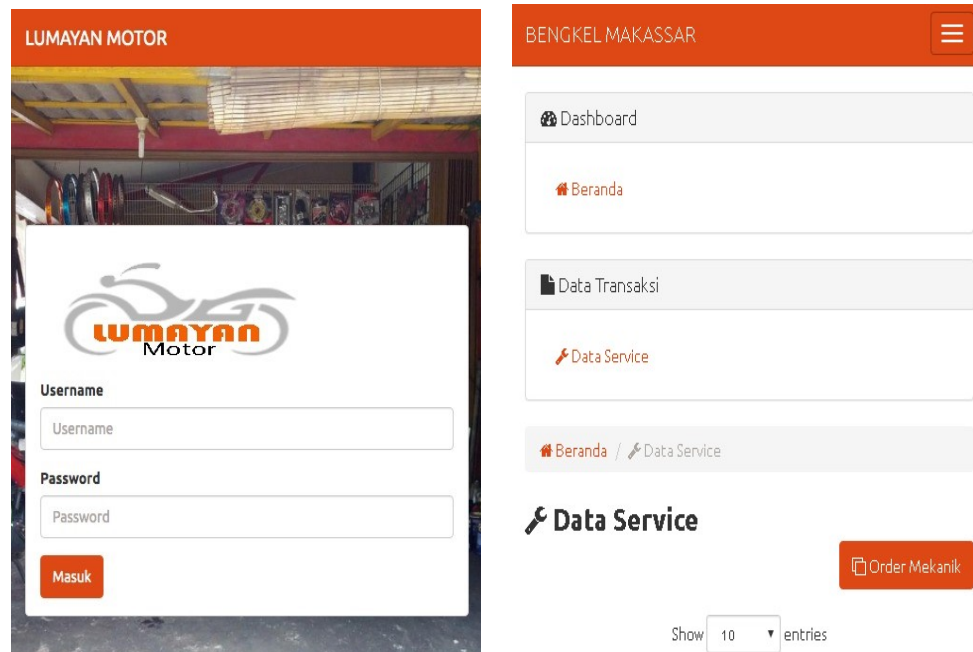 LUMAYAN MOTOR
LUMAYAN
Motor
Username
Username
Password
Password
Masuk
BENGKEL MAKASSAR
Dashboard
Beranda
Data Transaksi
Data Service
Beranda / Data Service
Data Service
Order Mekanik
Show 10 entries